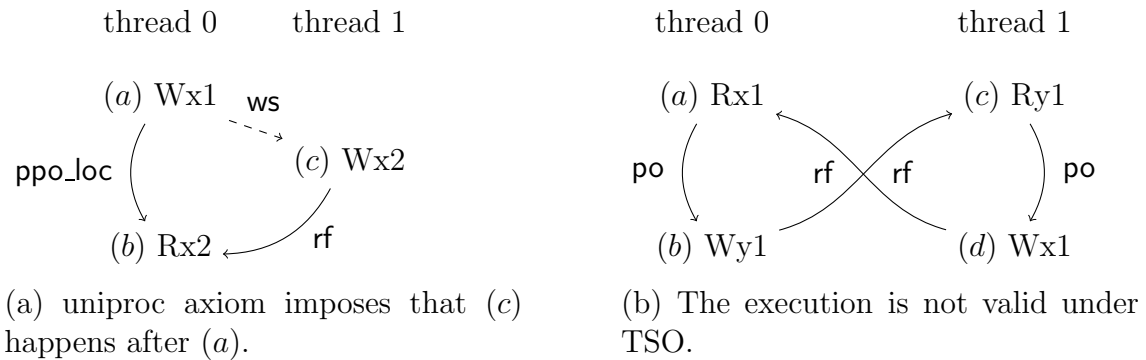 thread 0 thread 1
(a) Wx1
ws
(c) Wx2
ppo_loc
(b) Rx2
rf
(a) uniproc axiom imposes that (c)
happens after (a).
thread 0 thread 1
(a) Rx1 (c) Ry1
po rf rf po
(b) Wy1 (d) Wx1
(b) The execution is not valid under
TSO.